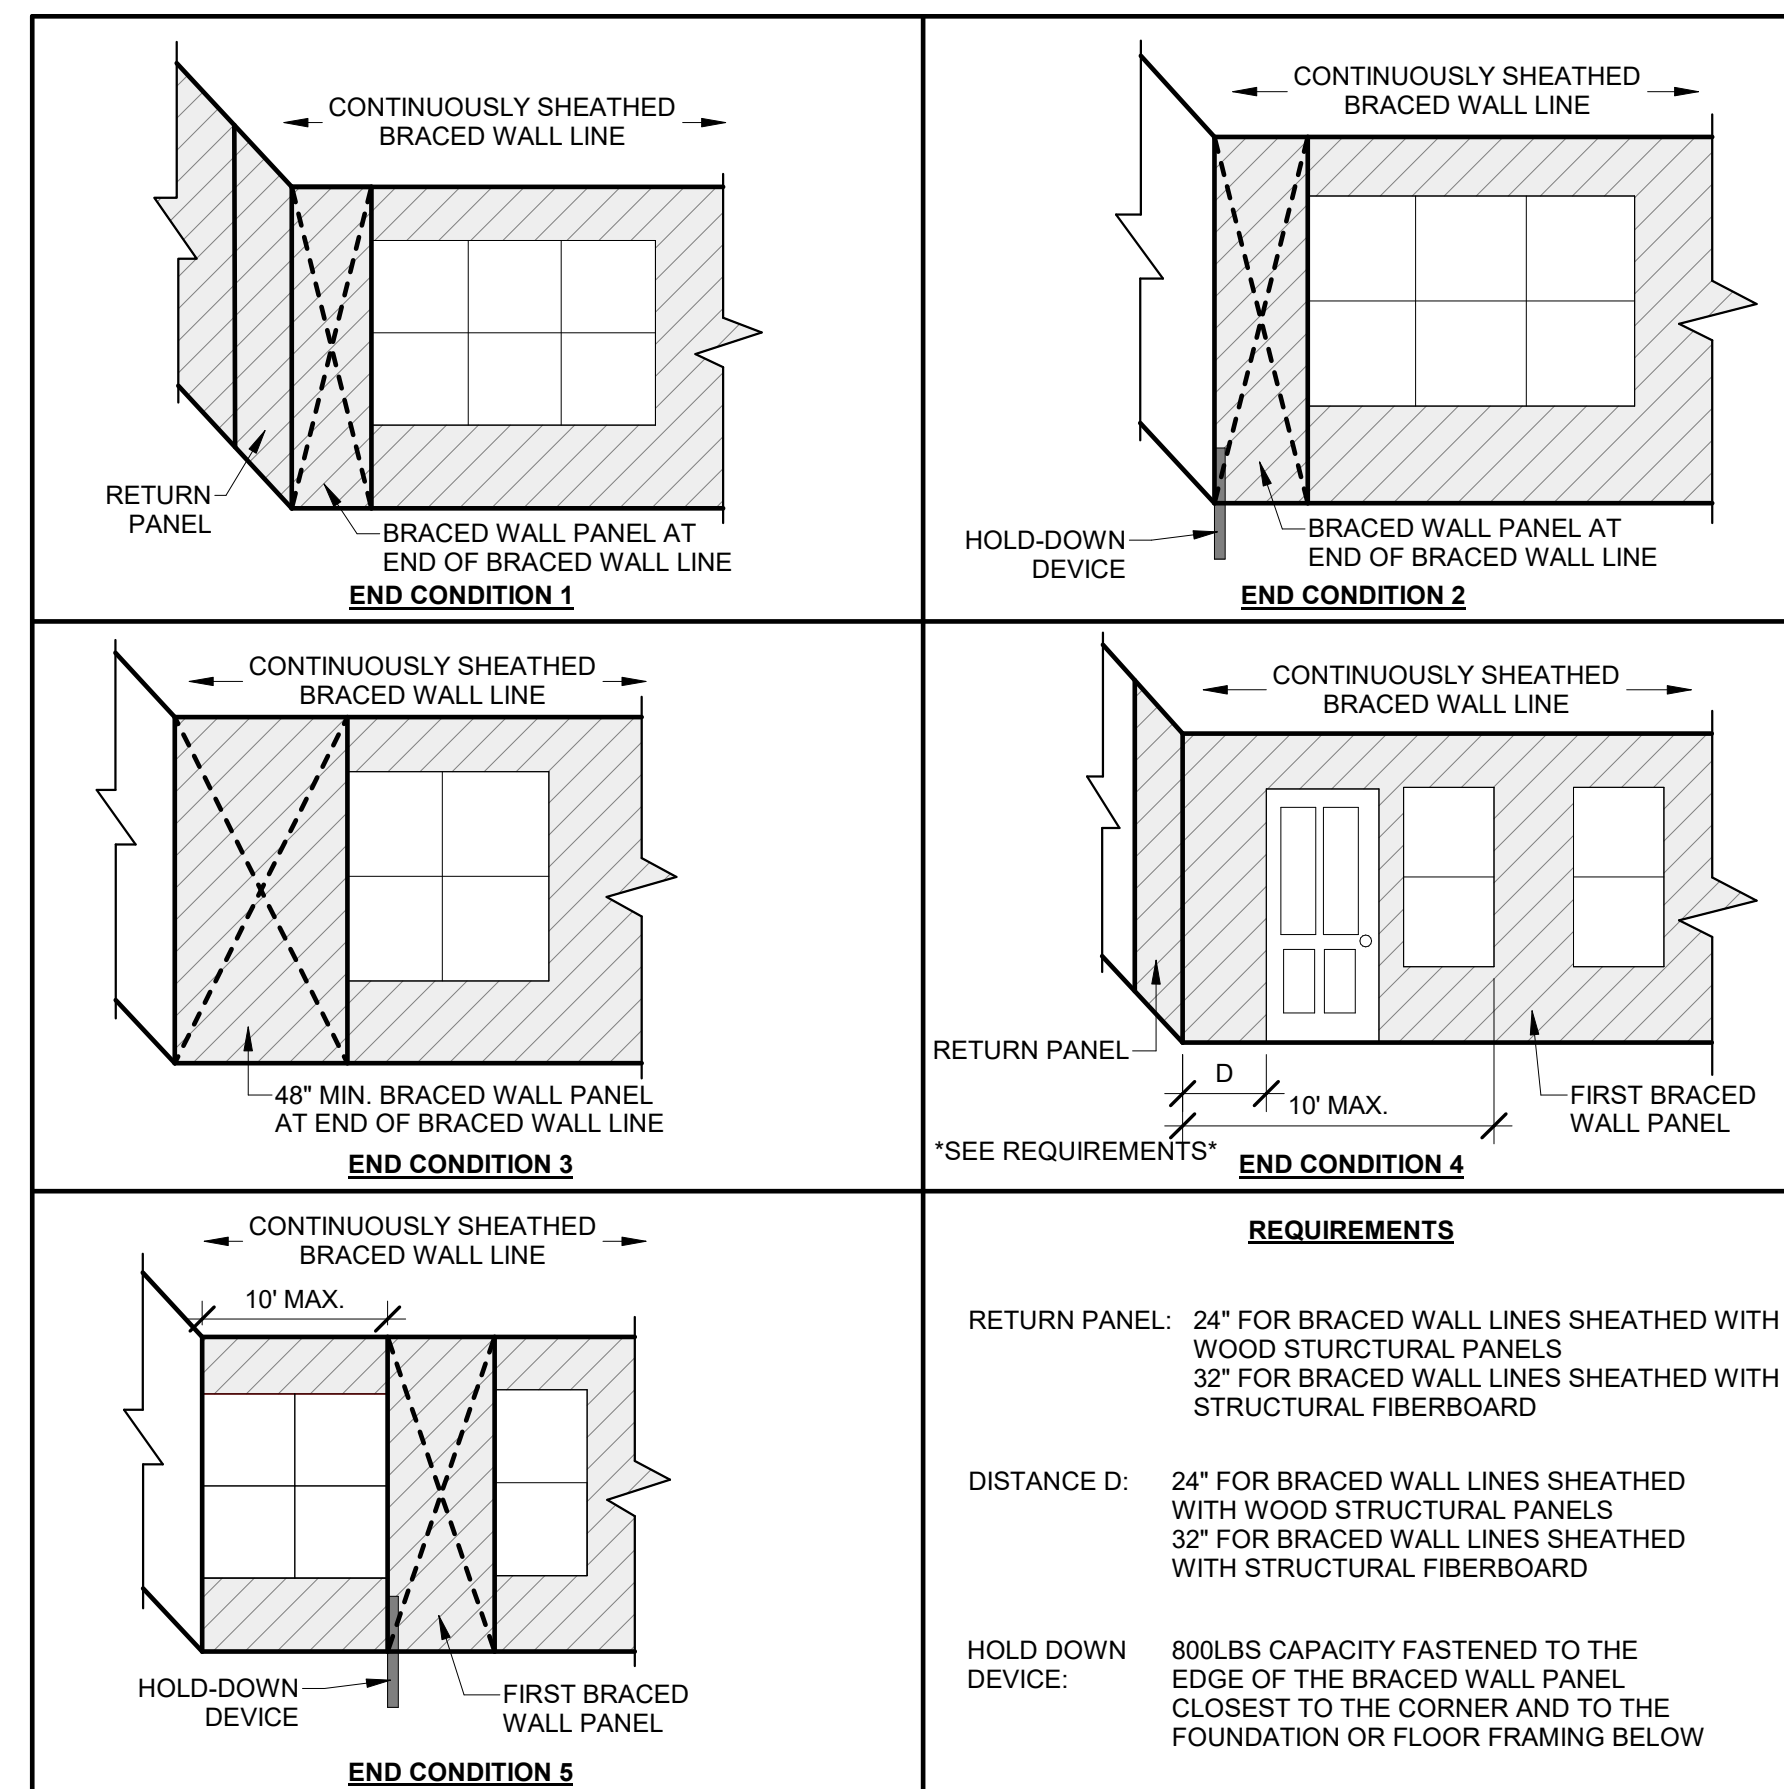 CONTINUOUSLY SHEATHED
BRACED WALL LINE
RETURN
PANEL
BRACED WALL PANEL AT
END OF BRACED WALL LINE
END CONDITION 1
CONTINUOUSLY SHEATHED
BRACED WALL LINE
HOLD-DOWN
DEVICE
BRACED WALL PANEL AT
END OF BRACED WALL LINE
END CONDITION 2
CONTINUOUSLY SHEATHED
BRACED WALL LINE
48" MIN. BRACED WALL PANEL
AT END OF BRACED WALL LINE
END CONDITION 3
CONTINUOUSLY SHEATHED
BRACED WALL LINE
RETURN PANEL
D
10' MAX.
FIRST BRACED
WALL PANEL
*SEE REQUIREMENTS*
END CONDITION 4
CONTINUOUSLY SHEATHED
BRACED WALL LINE
10' MAX.
HOLD-DOWN
DEVICE
FIRST BRACED
WALL PANEL
END CONDITION 5
REQUIREMENTS
RETURN PANEL: 24" FOR BRACED WALL LINES SHEATHED WITH
WOOD STURCTURAL PANELS
32" FOR BRACED WALL LINES SHEATHED WITH
STRUCTURAL FIBERBOARD
DISTANCE D: 24" FOR BRACED WALL LINES SHEATHED
WITH WOOD STRUCTURAL PANELS
32" FOR BRACED WALL LINES SHEATHED
WITH STRUCTURAL FIBERBOARD
HOLD DOWN 800LBS CAPACITY FASTENED TO THE
DEVICE: EDGE OF THE BRACED WALL PANEL
CLOSEST TO THE CORNER AND TO THE
FOUNDATION OR FLOOR FRAMING BELOW